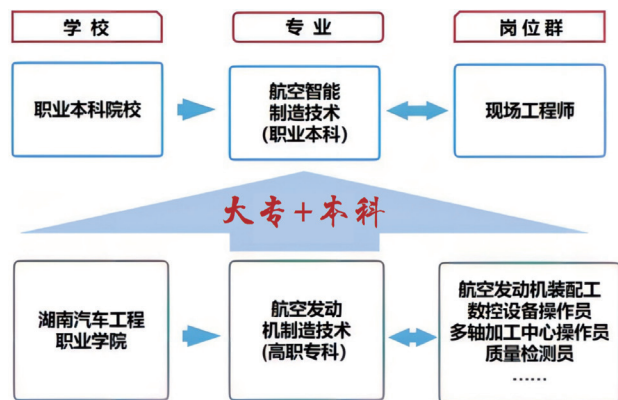 学校
专业
岗位群
职业本科院校
航空智能
制造技术
(职业本科)
现场工程师
大专+本科
湖南汽车工程
职业学院
航空发动
机制造技术
(高职专科)
航空发动机装配工
数控设备操作员
多轴加工中心操作员
质量检测员
……